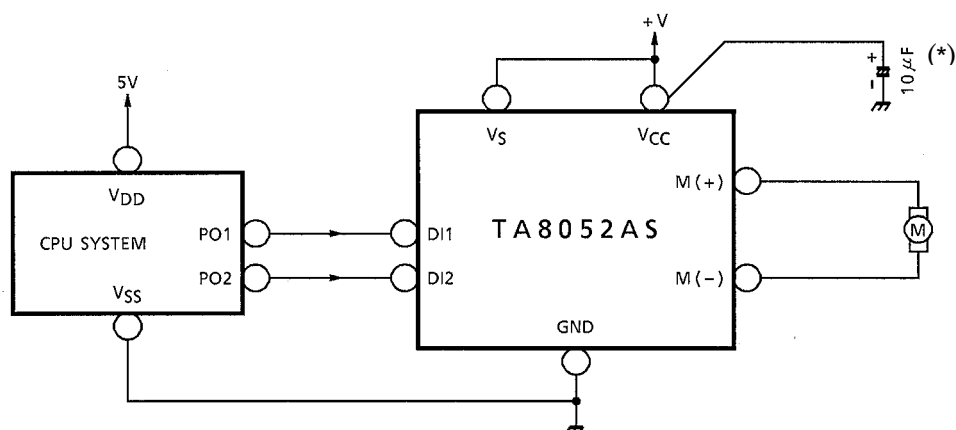 +V
10μF (*)
+
-
5V
VS
VCC
VDD
M(+)
CPU SYSTEM
PO1
DI1
TA8052AS
M
PO2
DI2
M(-)
VSS
GND